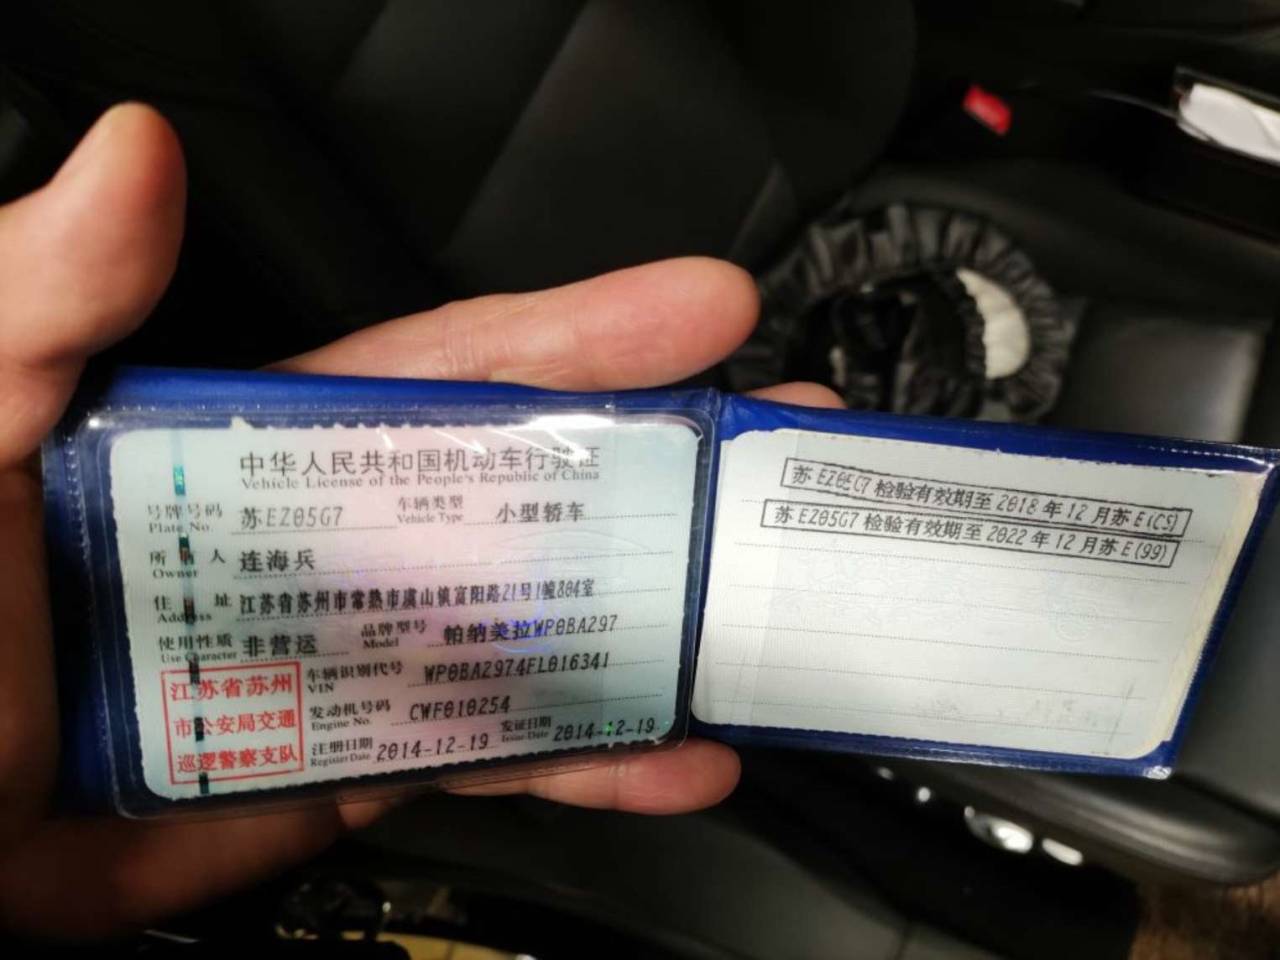 中华人民共和国机动车行驶证
Vehicle License of the People's Republic of China
号牌号码 苏EZ05G7 车辆类型 小型轿车
Plate No. Vehicle Type
所有人 连海兵
Owner
住址 江苏省苏州市常熟市虞山镇富阳路21号1幢804室
Address
使用性质 非营运 品牌型号 帕纳美拉WP0BA297
Use Character Model
江苏省苏州
市公安局交通
巡逻警察支队
车辆识别代号 WP0BA2974FL016341
VIN
发动机号码 CWF010254
Engine No.
注册日期 2014-12-19 发证日期 2014-12-19
Register Date Issue Date
苏EZ05G7检验有效期至2018年12月苏E(CS)
苏EZ05G7检验有效期至2022年12月苏E(99)